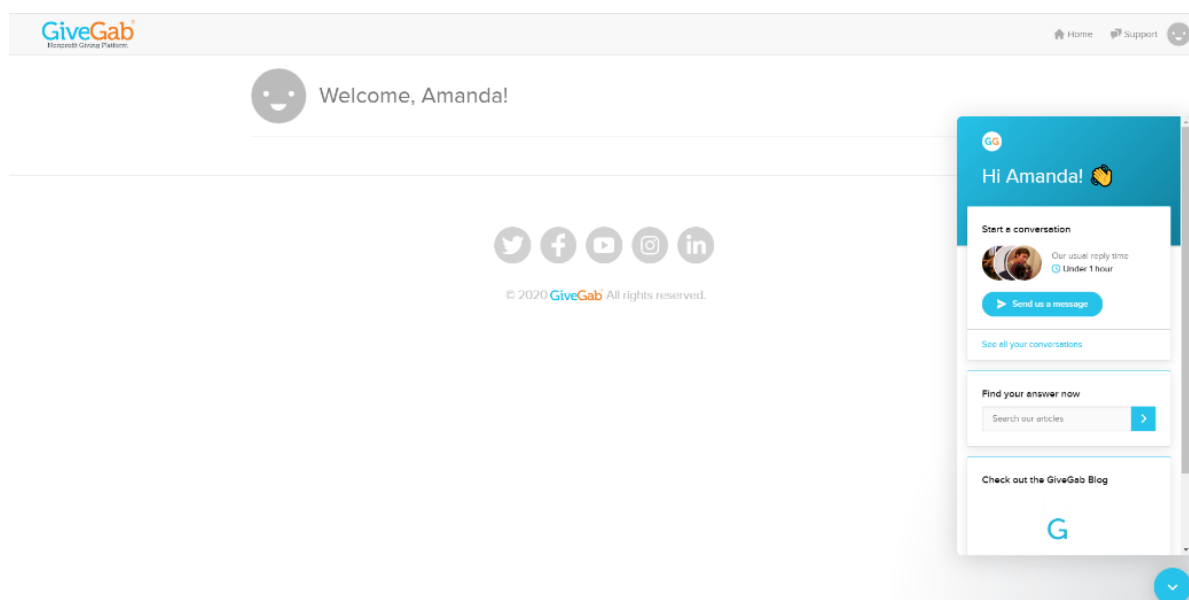 GiveGab
Nonprofit Giving Platform.
Home
Support
Welcome, Amanda!
GG
Hi Amanda!
Start a conversation
Our usual reply time
Under 1 hour
Send us a message
See all your conversations
Find your answer now
Search our articles
Check out the GiveGab Blog
G
© 2020 GiveGab All rights reserved.